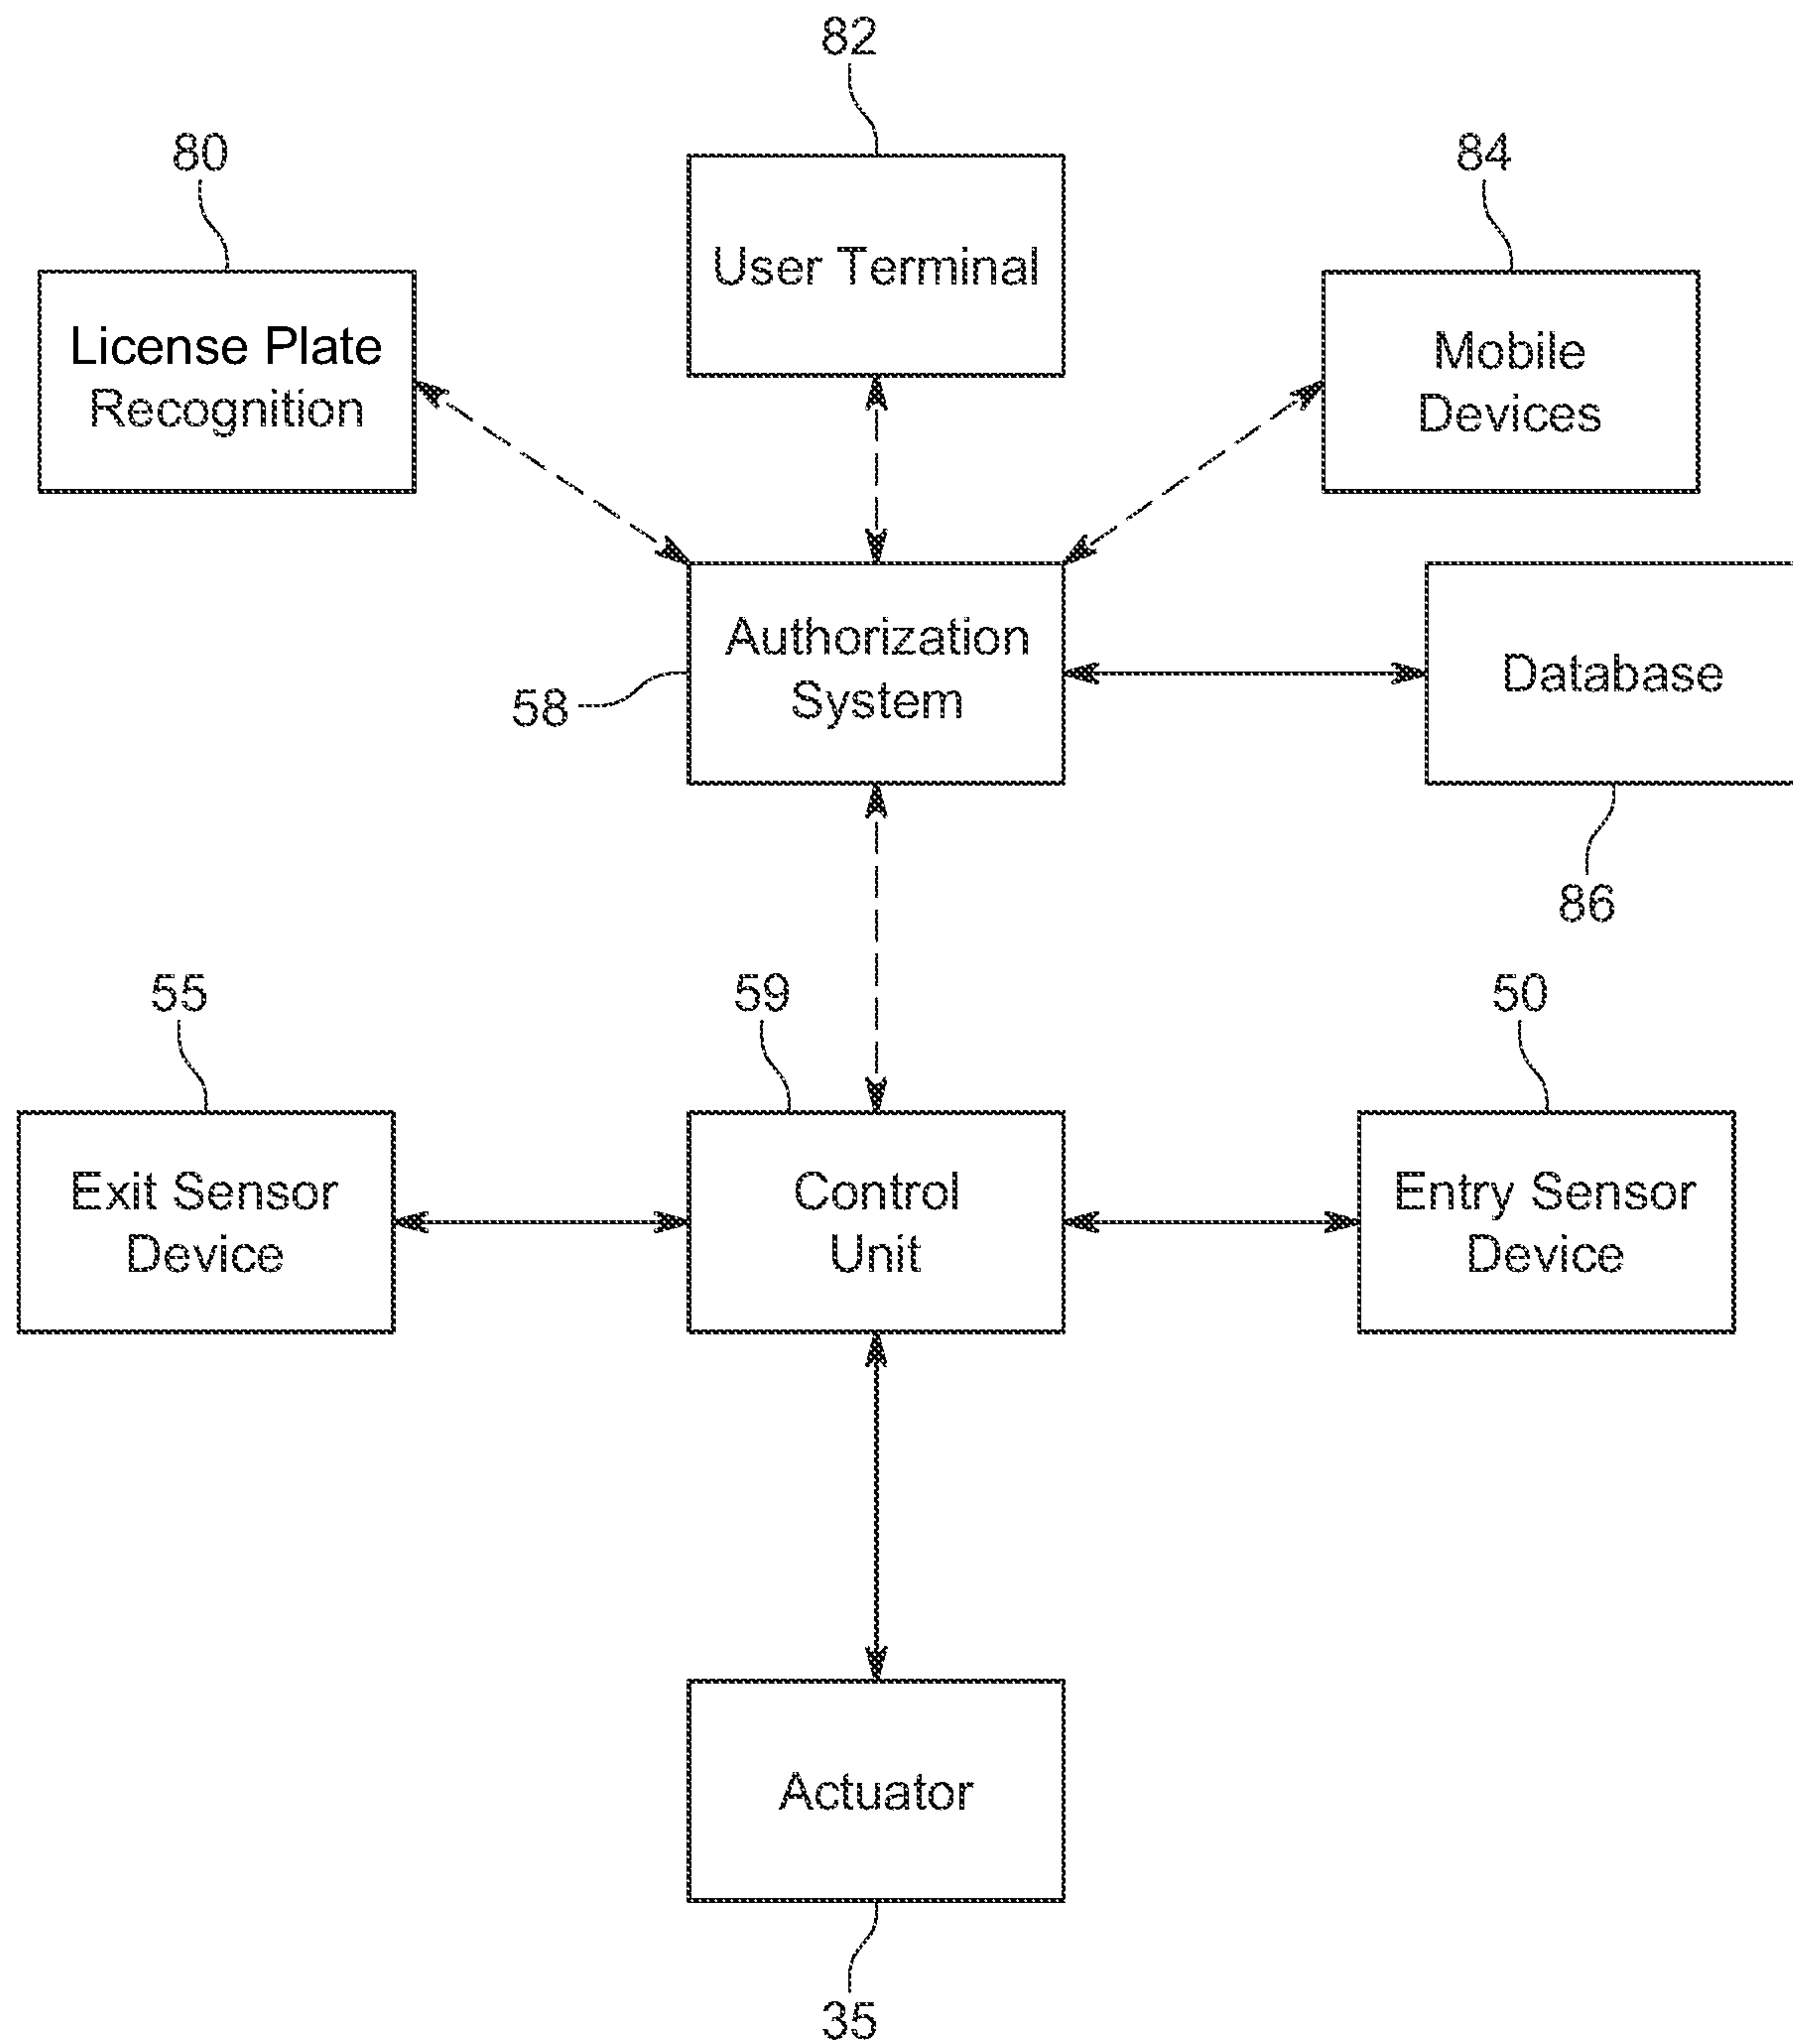 82
80
84
User Terminal
License Plate
Recognition
Mobile
Devices
Authorization
System
58
Database
86
55
59
50
Exit Sensor
Device
Control
Unit
Entry Sensor
Device
Actuator
35